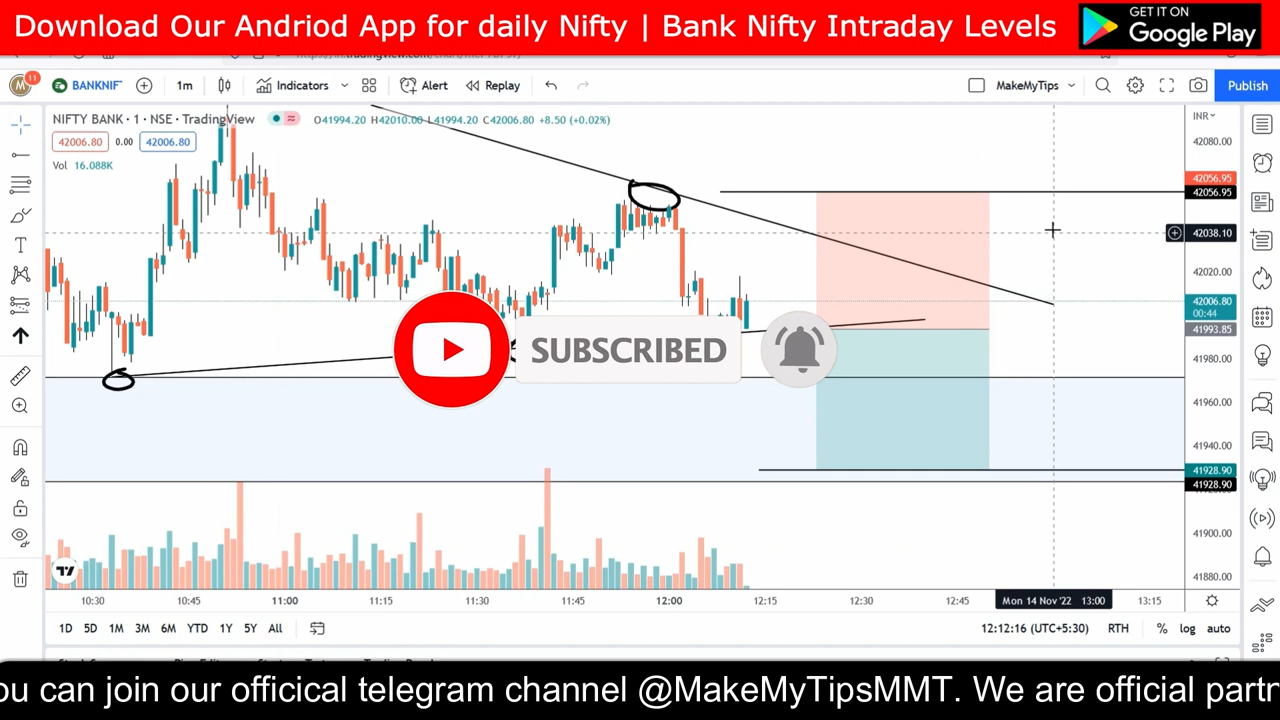 Download Our Andriod App for daily Nifty | Bank Nifty Intraday Levels
GET IT ON
Google Play
M 11 BANKNIF 1m Indicators Alert Replay MakeMyTips Publish
NIFTY BANK · 1 · NSE · TradingView O41994.20 H42010.00 L41994.20 C42006.80 +8.50 (+0.02%) INR
42006.80 0.00 42006.80
Vol 16.088K
42080.00
42056.95
42056.95
42038.10
42020.00
42006.80
00:44
41993.85
41980.00
41960.00
41940.00
41928.90
41928.90
41900.00
41880.00
SUBSCRIBED
10:30 10:45 11:00 11:15 11:30 11:45 12:00 12:15 12:30 12:45 Mon 14 Nov '22 13:00 13:15
1D 5D 1M 3M 6M YTD 1Y 5Y All 12:12:16 (UTC+5:30) RTH % log auto
ou can join our officical telegram channel @MakeMyTipsMMT. We are official partn